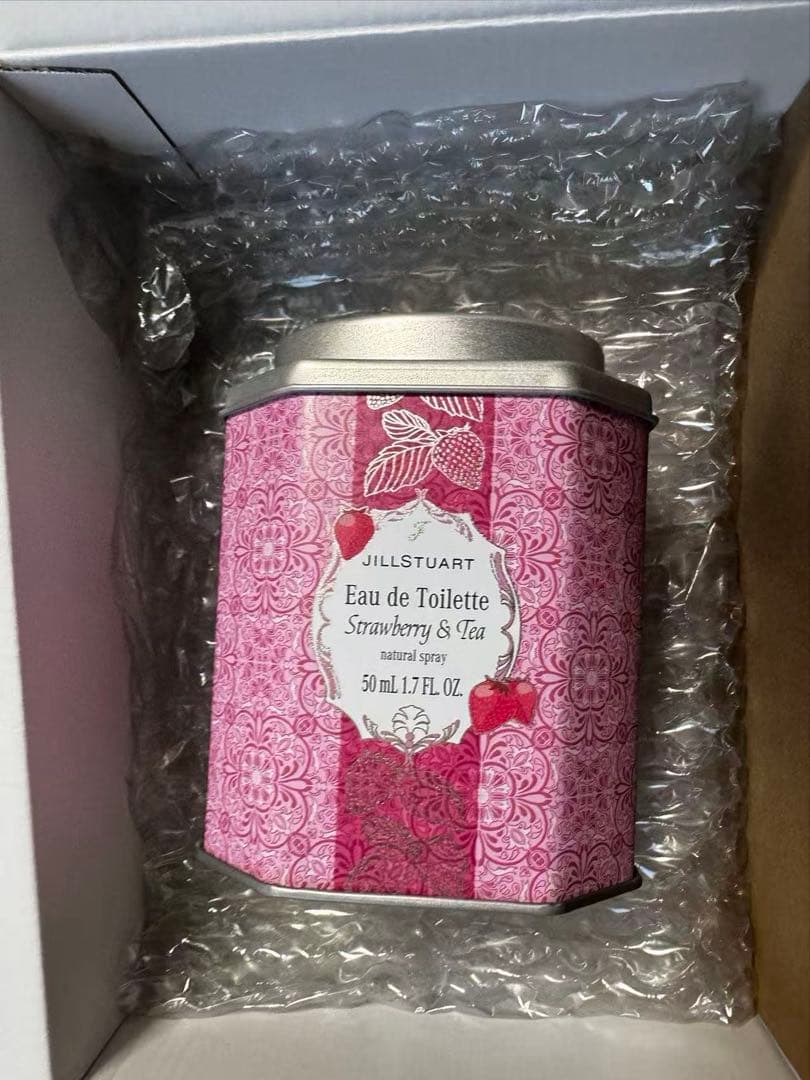 JILLSTUART
Eau de Toilette
Strawberry & Tea
natural spray
50 mL 1.7 FL. OZ.